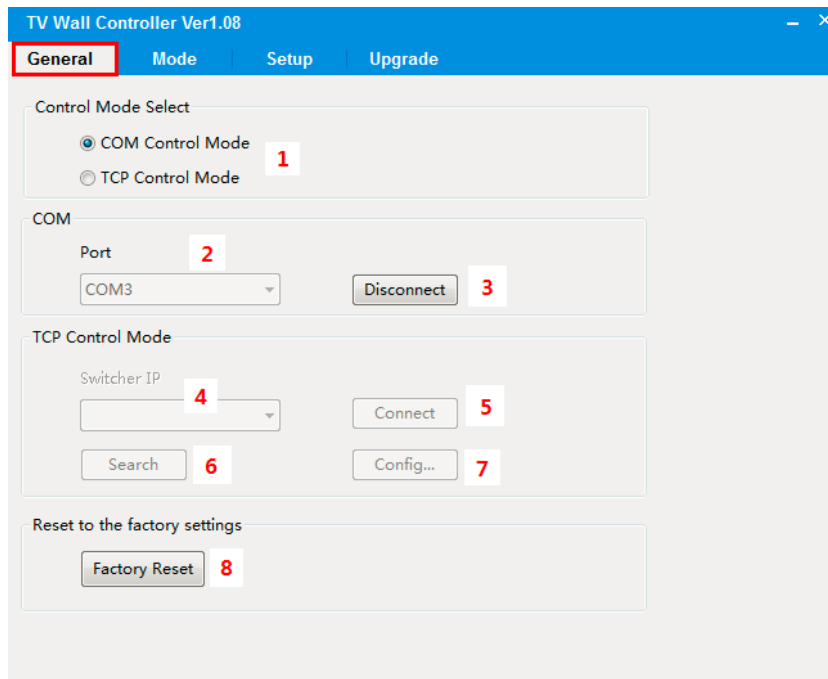 TV Wall Controller Ver1.08
General Mode Setup Upgrade
Control Mode Select
COM Control Mode
1
TCP Control Mode
COM
Port
2
COM3
Disconnect
3
TCP Control Mode
Switcher IP
4
Connect
5
Search
6
Config...
7
Reset to the factory settings
Factory Reset
8